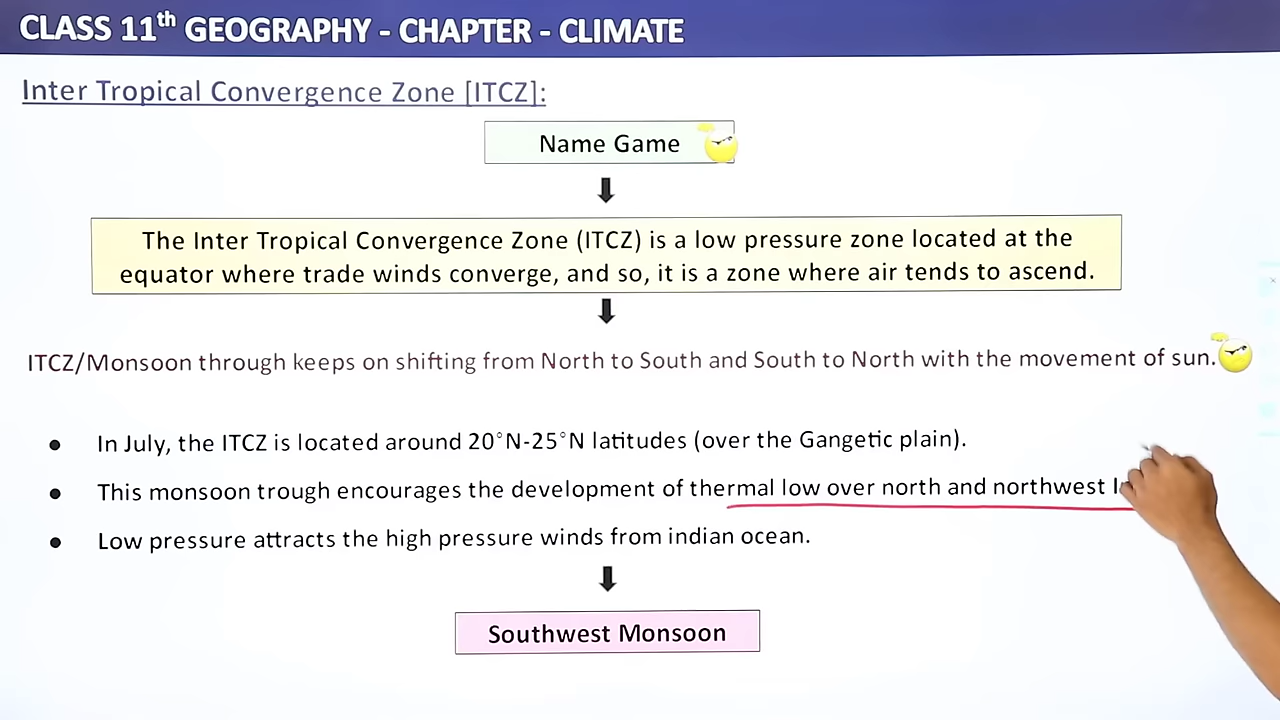 CLASS 11th GEOGRAPHY - CHAPTER - CLIMATE
Inter Tropical Convergence Zone [ITCZ]:
Name Game
The Inter Tropical Convergence Zone (ITCZ) is a low pressure zone located at the
equator where trade winds converge, and so, it is a zone where air tends to ascend.
ITCZ/Monsoon through keeps on shifting from North to South and South to North with the movement of sun.
● In July, the ITCZ is located around 20°N-25°N latitudes (over the Gangetic plain).
● This monsoon trough encourages the development of thermal low over north and northwest
● Low pressure attracts the high pressure winds from indian ocean.
Southwest Monsoon